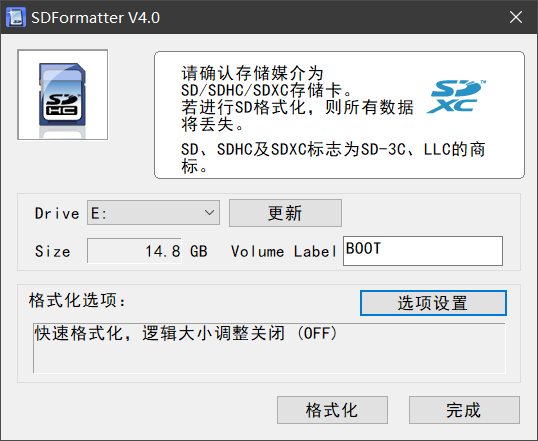 SDFormatter V4.0
SD
HC
请确认存储媒介为
SD/SDHC/SDXC存储卡。
若进行SD格式化，则所有数据
将丢失。
SD、SDHC及SDXC标志为SD-3C、LLC的商
标。
SD
XC
TM
Drive E: 更新
Size 14.8 GB Volume Label BOOT
格式化选项： 选项设置
快速格式化，逻辑大小调整关闭 (OFF)
格式化 完成